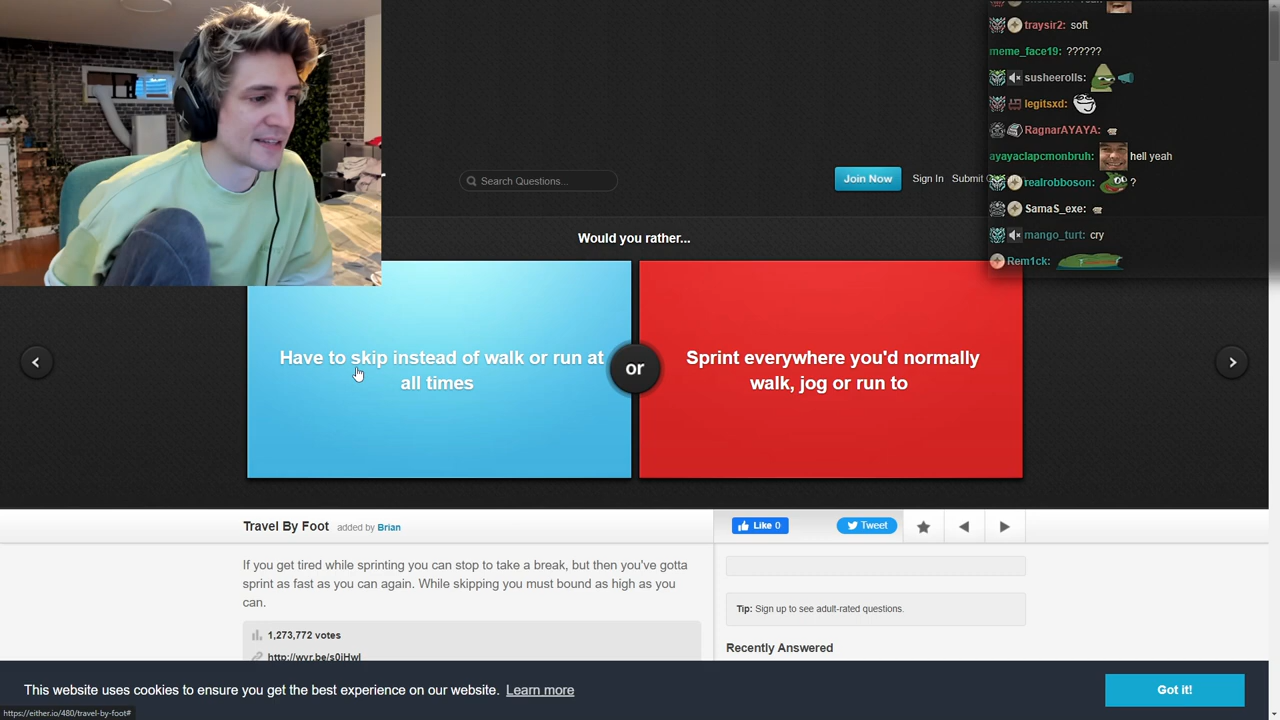 traysir2: soft
meme_face19: ??????
susheerolls:
legitsxd:
RagnarAYAYA:
ayayaclapcmonbruh: hell yeah
realrobboson: ?
SamaS_exe:
mango_turt: cry
Rem1ck:
Search Questions...
Join Now
Sign In
Submit
Would you rather...
Have to skip instead of walk or run at
all times
or
Sprint everywhere you'd normally
walk, jog or run to
Travel By Foot added by Brian
Like 0
Tweet
If you get tired while sprinting you can stop to take a break, but then you've gotta
sprint as fast as you can again. While skipping you must bound as high as you
can.
1,273,772 votes
Tip: Sign up to see adult-rated questions.
Recently Answered
This website uses cookies to ensure you get the best experience on our website. Learn more
Got it!
https://either.io/480/travel-by-foot#